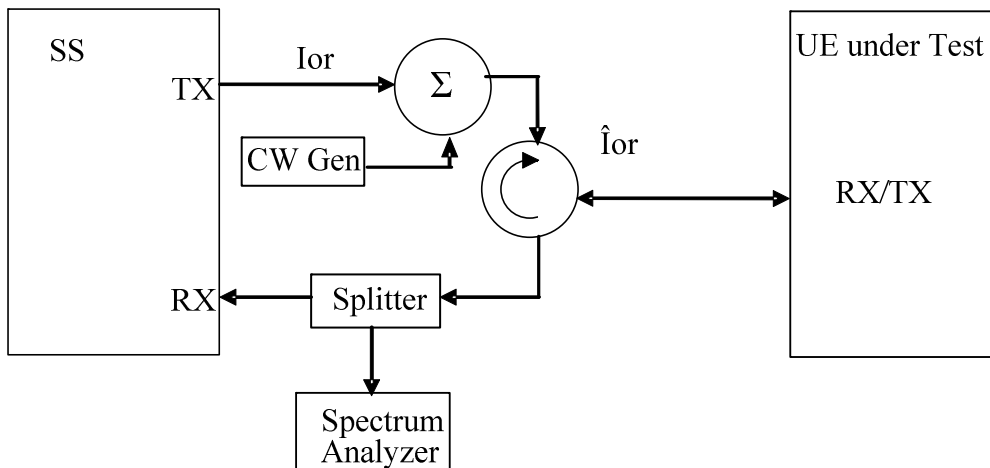 SS
UE under Test
Ior
TX
Σ
CW Gen
Îor
RX/TX
RX
Splitter
Spectrum
Analyzer